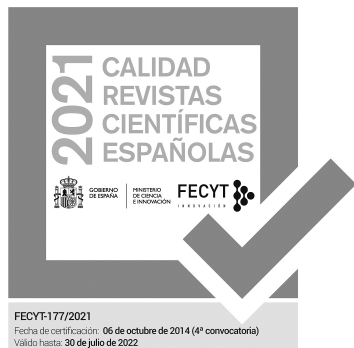 2021
CALIDAD
REVISTAS
CIENTÍFICAS
ESPAÑOLAS
GOBIERNO
DE ESPAÑA
MINISTERIO
DE CIENCIA
E INNOVACIÓN
FECYT
INNOVACIÓN
FECYT-177/2021
Fecha de certificación: 06 de octubre de 2014 (4ª convocatoria)
Válido hasta: 30 de julio de 2022